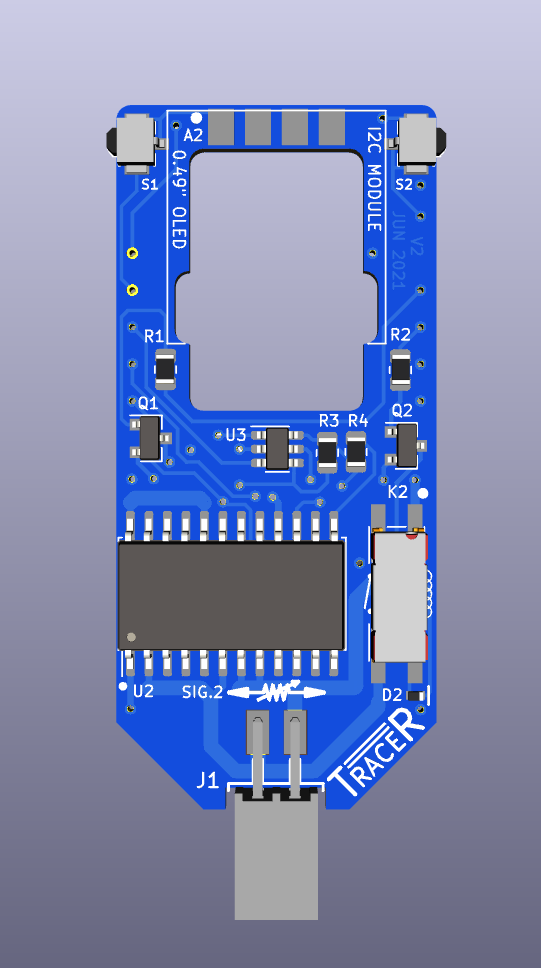 A2
S1
S2
0.49" OLED
I2C MODULE
V2
JUN 2021
R1
R2
Q1
Q2
U3
R3
R4
K2
U2
SIG.2
D2
J1
TRACER